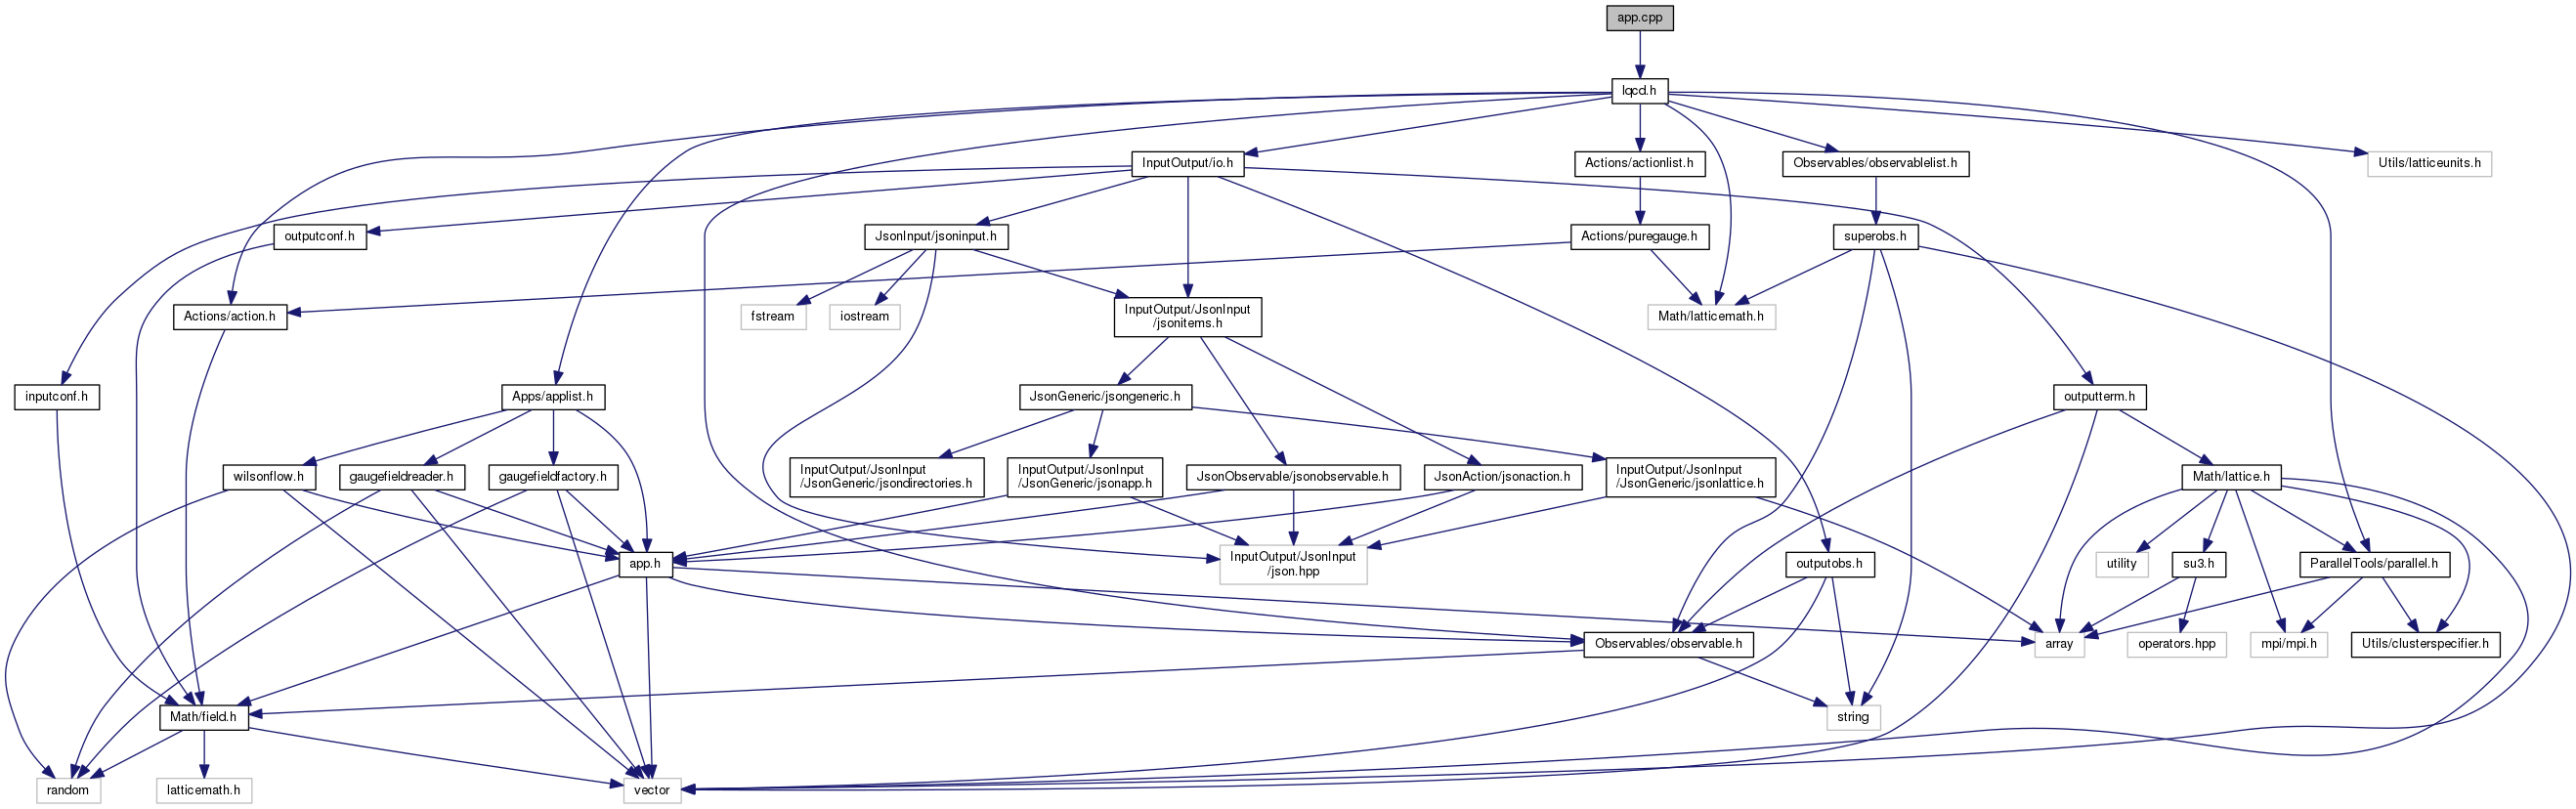 app.cpp
lqcd.h
InputOutput/io.h
Actions/actionlist.h
Observables/observablelist.h
Utils/latticeunits.h
outputconf.h
JsonInput/jsoninput.h
Actions/puregauge.h
superobs.h
Actions/action.h
fstream
iostream
InputOutput/JsonInput
/jsonitems.h
Math/latticemath.h
inputconf.h
Apps/applist.h
JsonGeneric/jsongeneric.h
outputterm.h
wilsonflow.h
gaugefieldreader.h
gaugefieldfactory.h
InputOutput/JsonInput
/JsonGeneric/jsondirectories.h
InputOutput/JsonInput
/JsonGeneric/jsonapp.h
JsonObservable/jsonobservable.h
JsonAction/jsonaction.h
InputOutput/JsonInput
/JsonGeneric/jsonlattice.h
Math/lattice.h
app.h
InputOutput/JsonInput
/json.hpp
outputobs.h
utility
su3.h
ParallelTools/parallel.h
Observables/observable.h
array
operators.hpp
mpi/mpi.h
Utils/clusterspecifier.h
Math/field.h
string
random
latticemath.h
vector